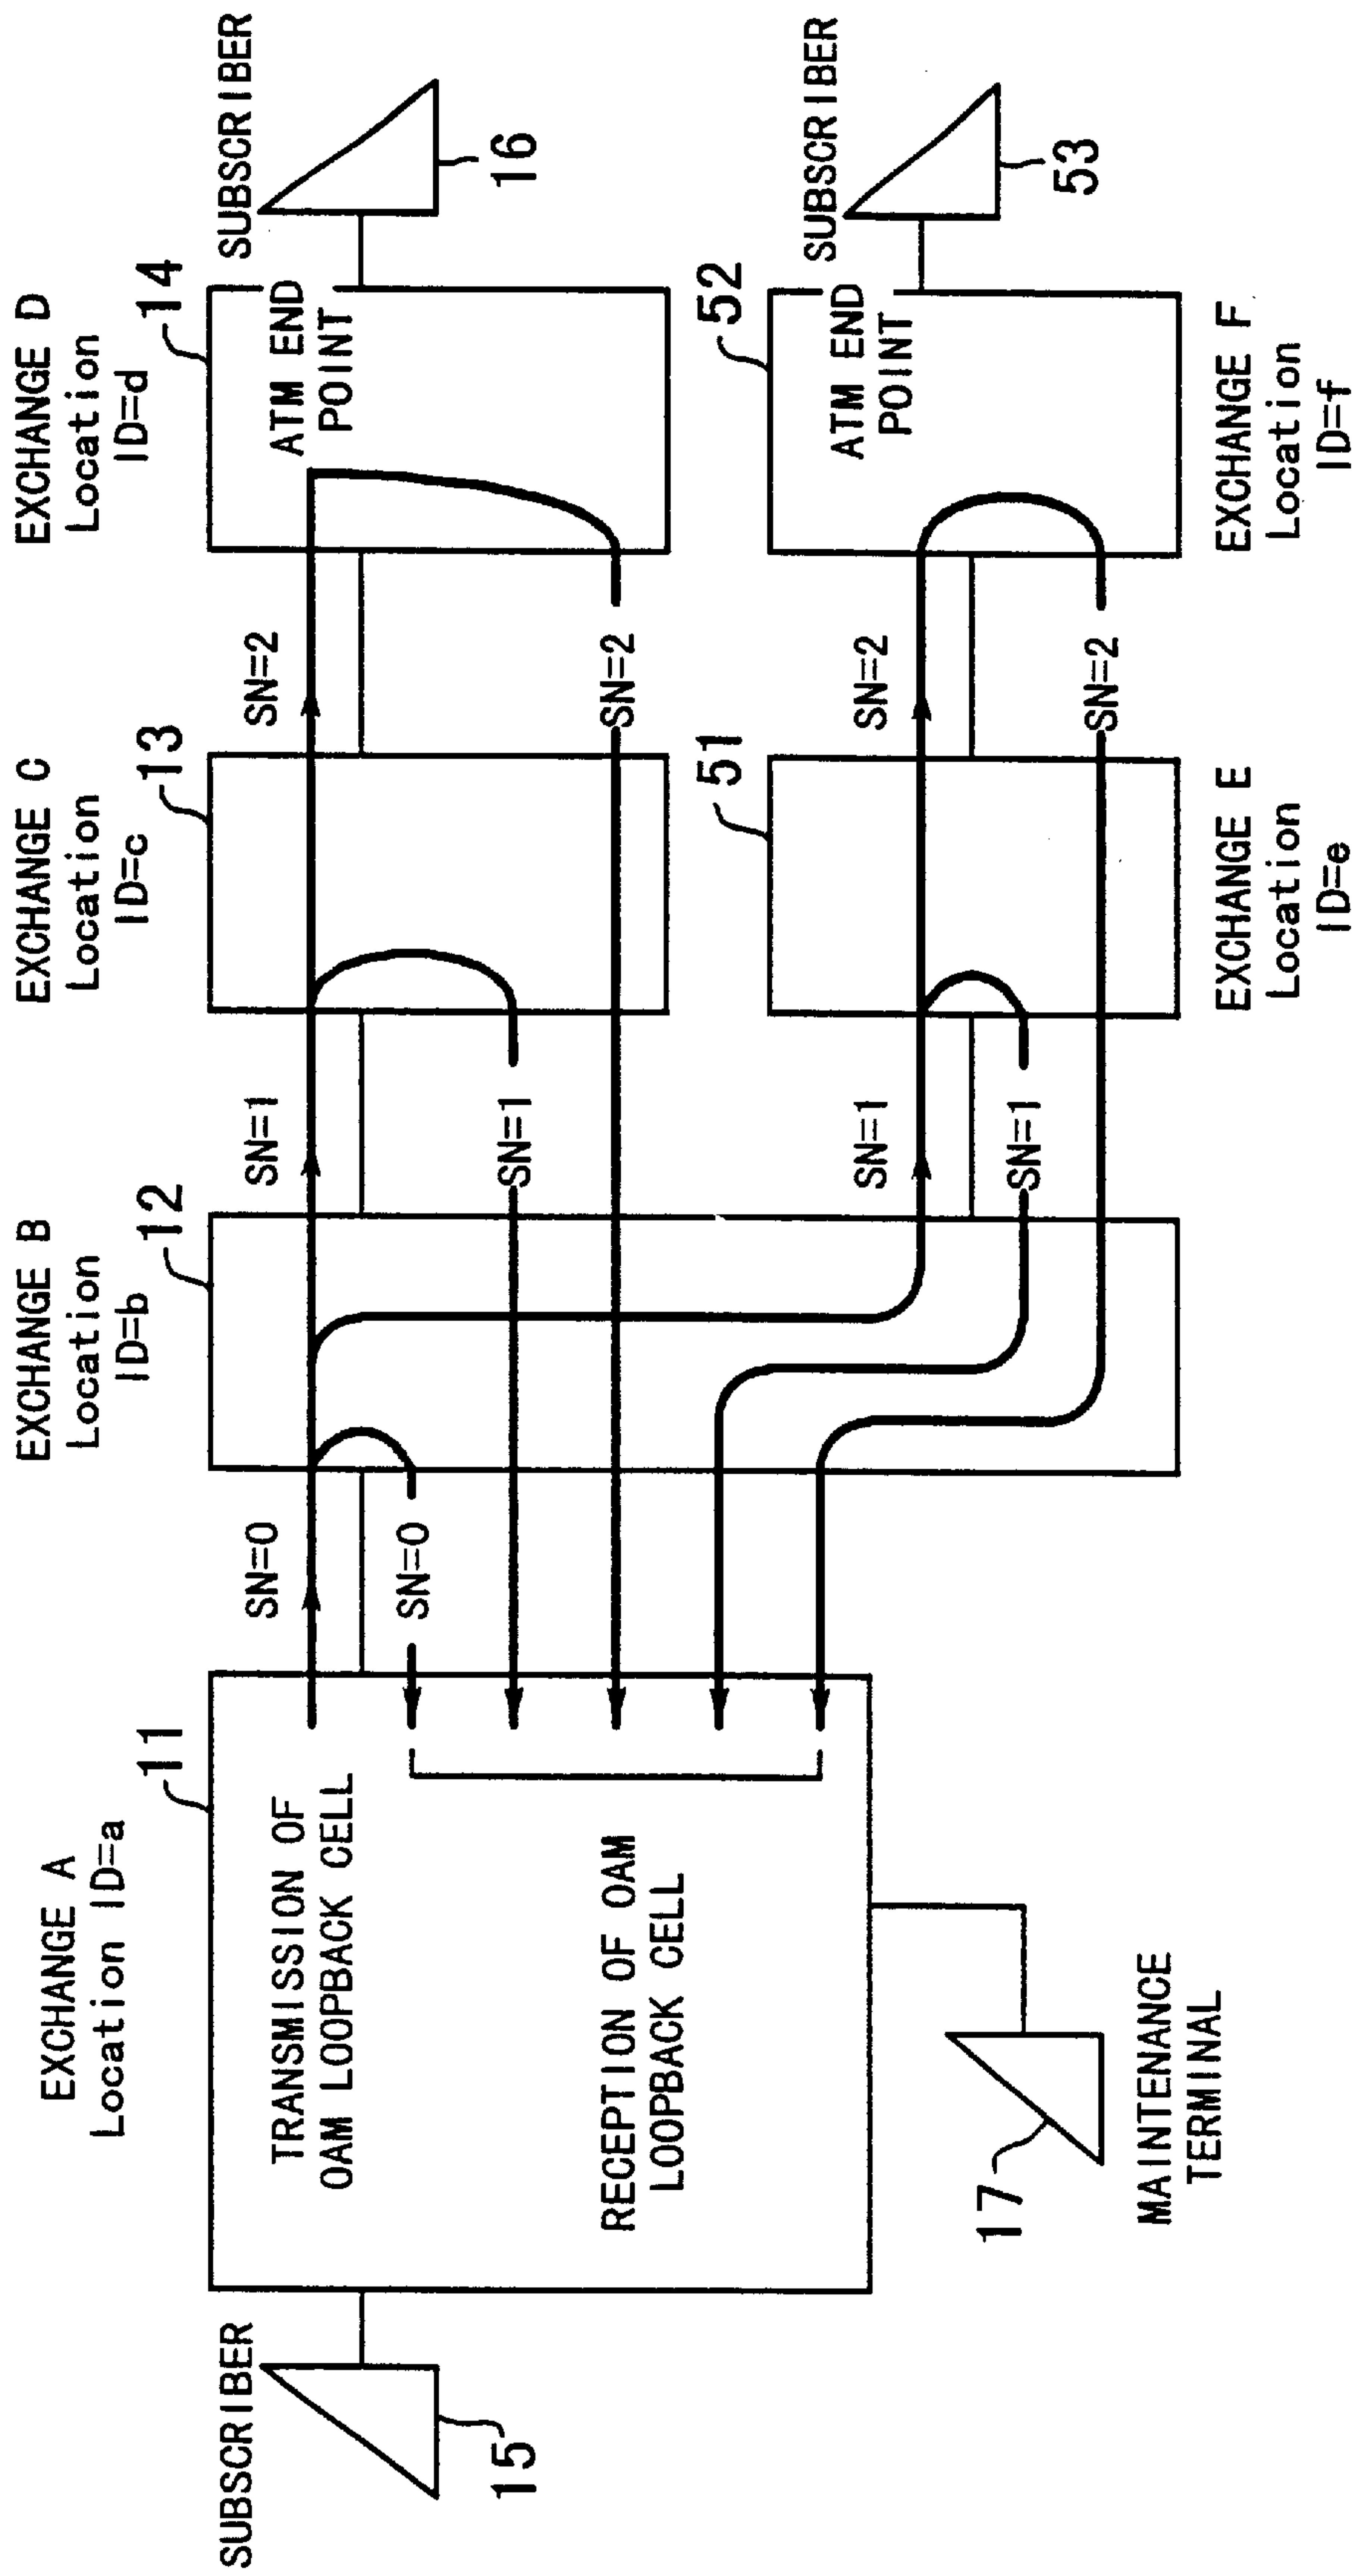 EXCHANGE A
Location ID=a
11
EXCHANGE B
Location
ID=b
12
EXCHANGE C
Location
ID=c
13
EXCHANGE D
Location
ID=d
14
SUBSCRIBER
15
TRANSMISSION OF
OAM LOOPBACK CELL
RECEPTION OF OAM
LOOPBACK CELL
SN=0
SN=0
SN=1
SN=1
SN=2
SN=2
ATM END
POINT
SUBSCRIBER
16
51
52
SN=1
SN=1
SN=2
SN=2
ATM END
POINT
SUBSCRIBER
53
EXCHANGE E
Location
ID=e
EXCHANGE F
Location
ID=f
17
MAINTENANCE
TERMINAL